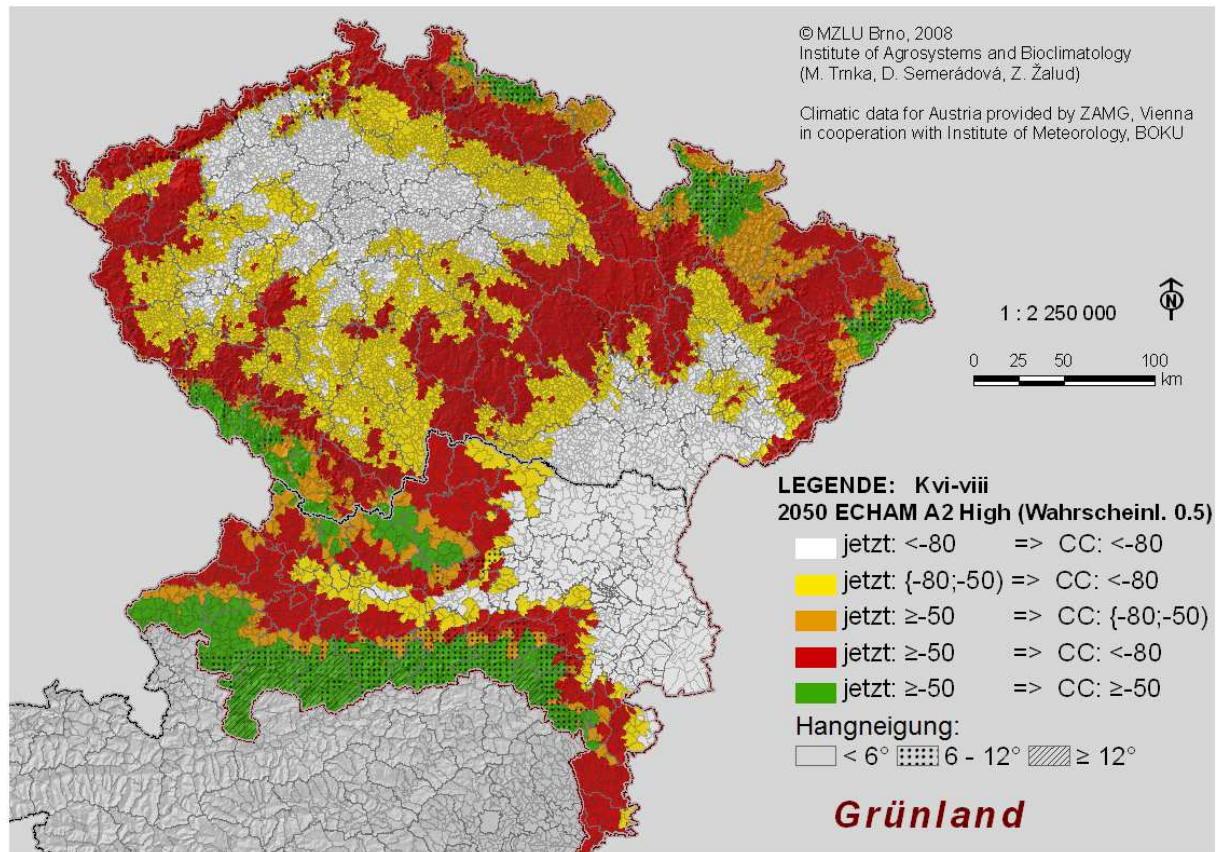 © MZLU Brno, 2008
Institute of Agrosystems and Bioclimatology
(M. Trnka, D. Semerádová, Z. Žalud)
Climatic data for Austria provided by ZAMG, Vienna
in cooperation with Institute of Meteorology, BOKU
N
1 : 2 250 000
0 25 50 100
km
LEGENDE: Kvi-viii
2050 ECHAM A2 High (Wahrscheinl. 0.5)
jetzt: <-80 => CC: <-80
jetzt: {-80;-50) => CC: <-80
jetzt: ≥-50 => CC: {-80;-50)
jetzt: ≥-50 => CC: <-80
jetzt: ≥-50 => CC: ≥-50
Hangneigung:
< 6° 6 - 12° ≥ 12°
Grünland